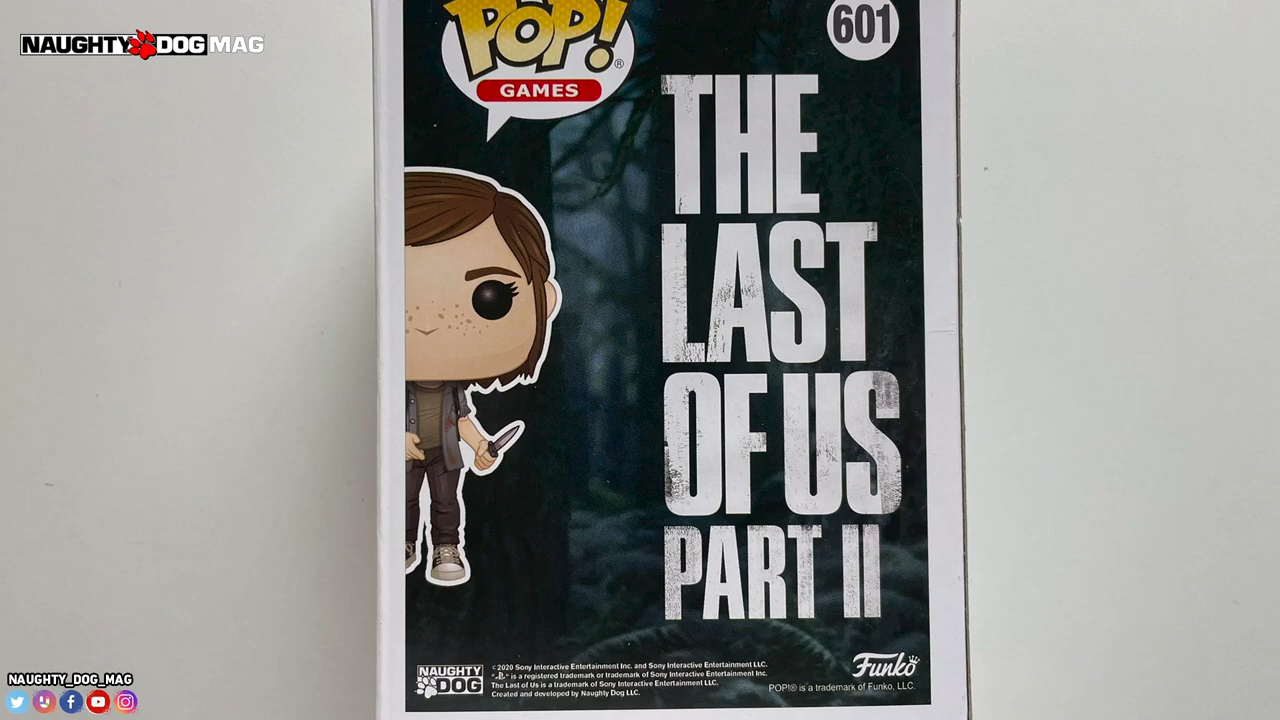 NAUGHTY DOG MAG
POP!
®
GAMES
601
THE
LAST
OF US
PART II
NAUGHTY
DOG
© 2020 Sony Interactive Entertainment Inc. and Sony Interactive Entertainment LLC.
" " is a registered trademark or trademark of Sony Interactive Entertainment Inc.
The Last of Us is a trademark of Sony Interactive Entertainment LLC.
Created and developed by Naughty Dog LLC.
Funko
POP!® is a trademark of Funko, LLC.
NAUGHTY_DOG_MAG